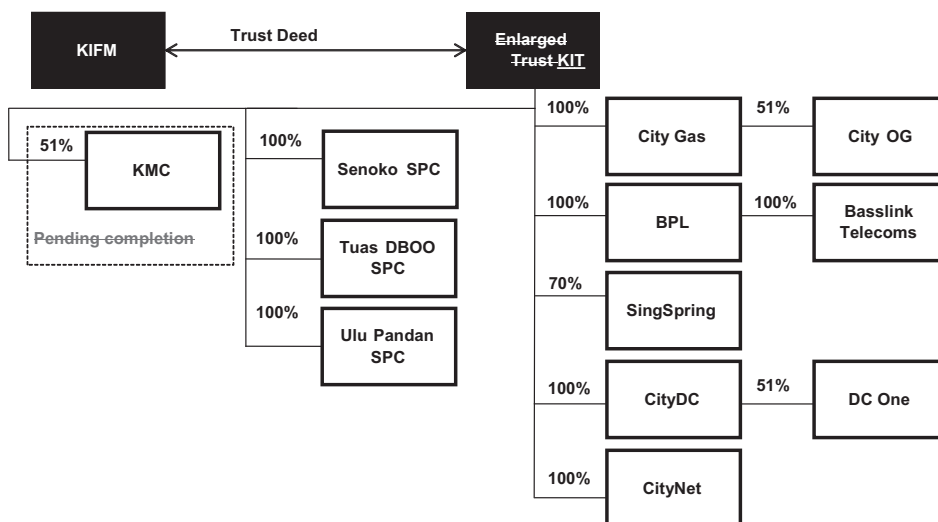 KIFM
Trust Deed
Enlarged
Trust KIT
51%
KMC
Pending completion
100%
Senoko SPC
100%
Tuas DBOO
SPC
100%
Ulu Pandan
SPC
100%
City Gas
51%
City OG
100%
BPL
100%
Basslink
Telecoms
70%
SingSpring
100%
CityDC
51%
DC One
100%
CityNet